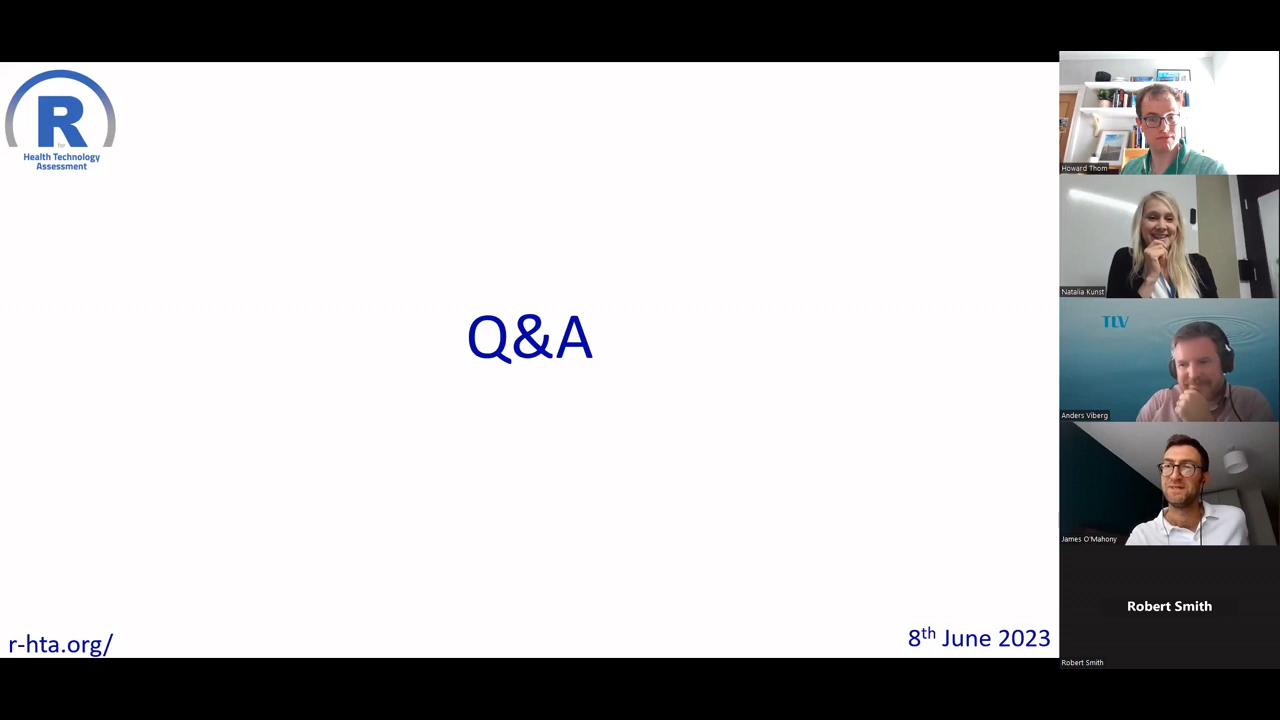 R
for
Health Technology
Assessment
Q&A
r-hta.org/
8th June 2023
Howard Thom
Natalia Kunst
TLV
Anders Viberg
James O'Mahony
Robert Smith
Robert Smith